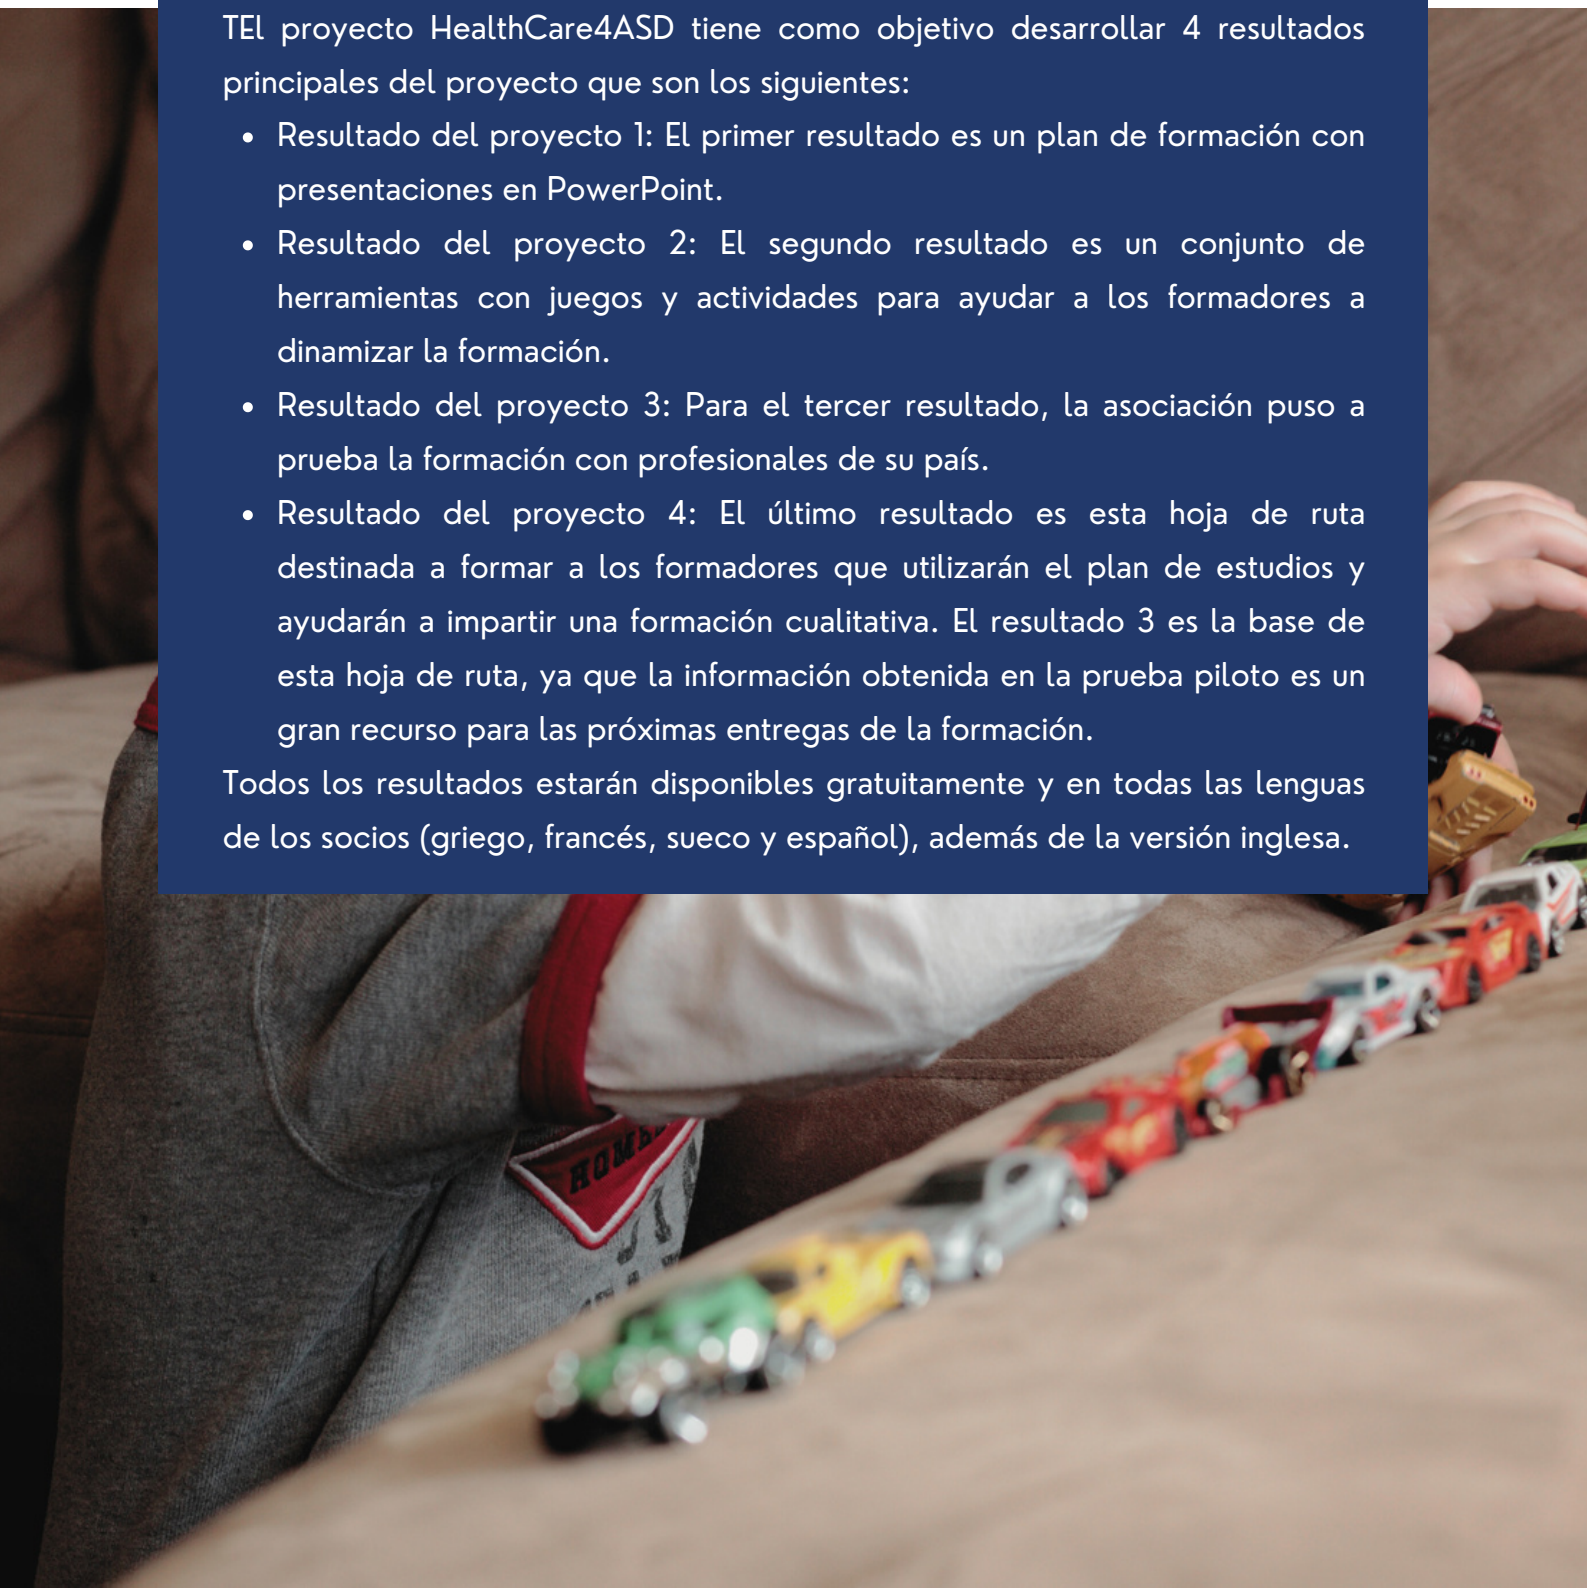 TEl proyecto HealthCare4ASD tiene como objetivo desarrollar 4 resultados
principales del proyecto que son los siguientes:
• Resultado del proyecto 1: El primer resultado es un plan de formación con
presentaciones en PowerPoint.
• Resultado del proyecto 2: El segundo resultado es un conjunto de
herramientas con juegos y actividades para ayudar a los formadores a
dinamizar la formación.
• Resultado del proyecto 3: Para el tercer resultado, la asociación puso a
prueba la formación con profesionales de su país.
• Resultado del proyecto 4: El último resultado es esta hoja de ruta
destinada a formar a los formadores que utilizarán el plan de estudios y
ayudarán a impartir una formación cualitativa. El resultado 3 es la base de
esta hoja de ruta, ya que la información obtenida en la prueba piloto es un
gran recurso para las próximas entregas de la formación.
Todos los resultados estarán disponibles gratuitamente y en todas las lenguas
de los socios (griego, francés, sueco y español), además de la versión inglesa.